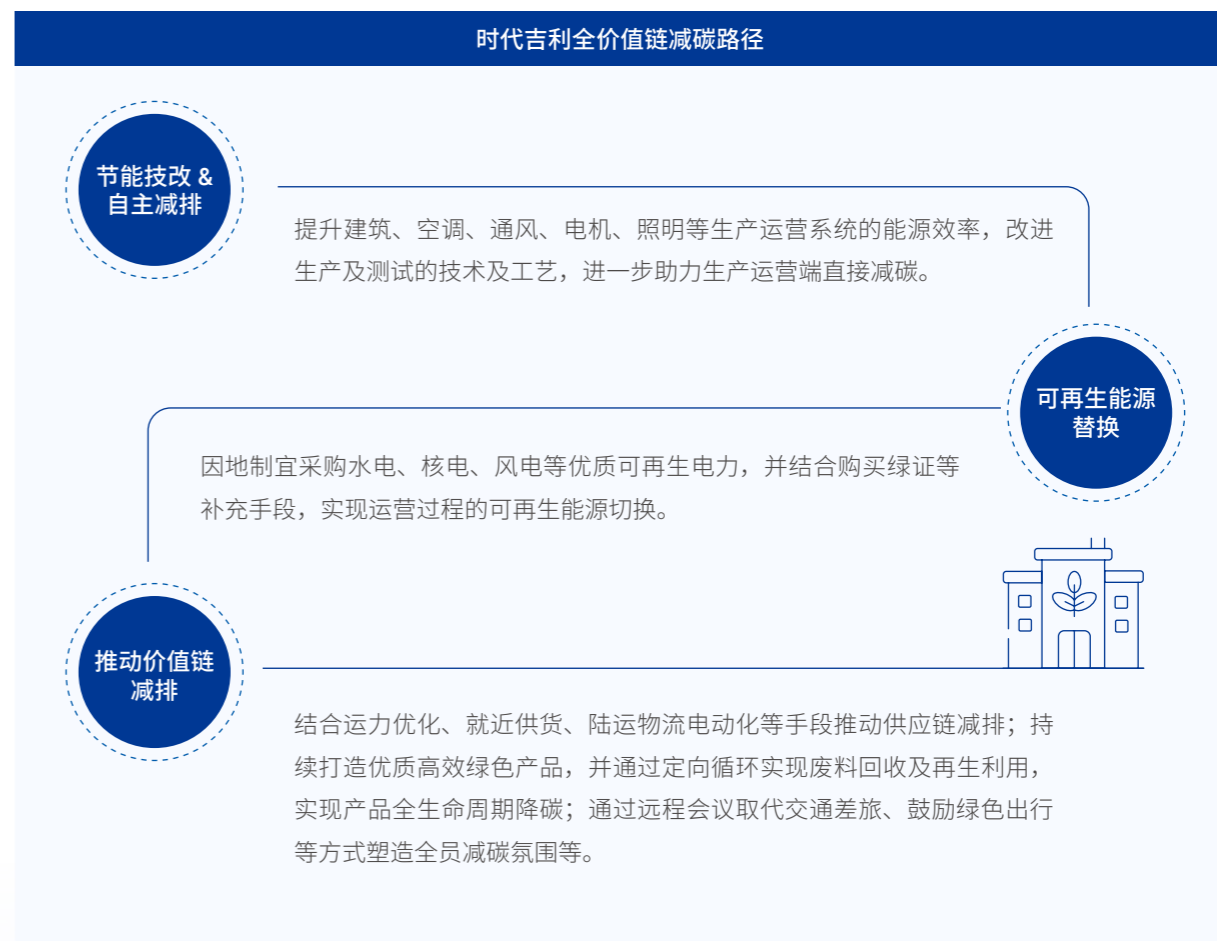 时代吉利全价值链减碳路径
节能技改 &
自主减排
提升建筑、空调、通风、电机、照明等生产运营系统的能源效率，改进
生产及测试的技术及工艺，进一步助力生产运营端直接减碳。
可再生能源
替换
因地制宜采购水电、核电、风电等优质可再生电力，并结合购买绿证等
补充手段，实现运营过程的可再生能源切换。
推动价值链
减排
结合运力优化、就近供货、陆运物流电动化等手段推动供应链减排；持
续打造优质高效绿色产品，并通过定向循环实现废料回收及再生利用，
实现产品全生命周期降碳；通过远程会议取代交通差旅、鼓励绿色出行
等方式塑造全员减碳氛围等。